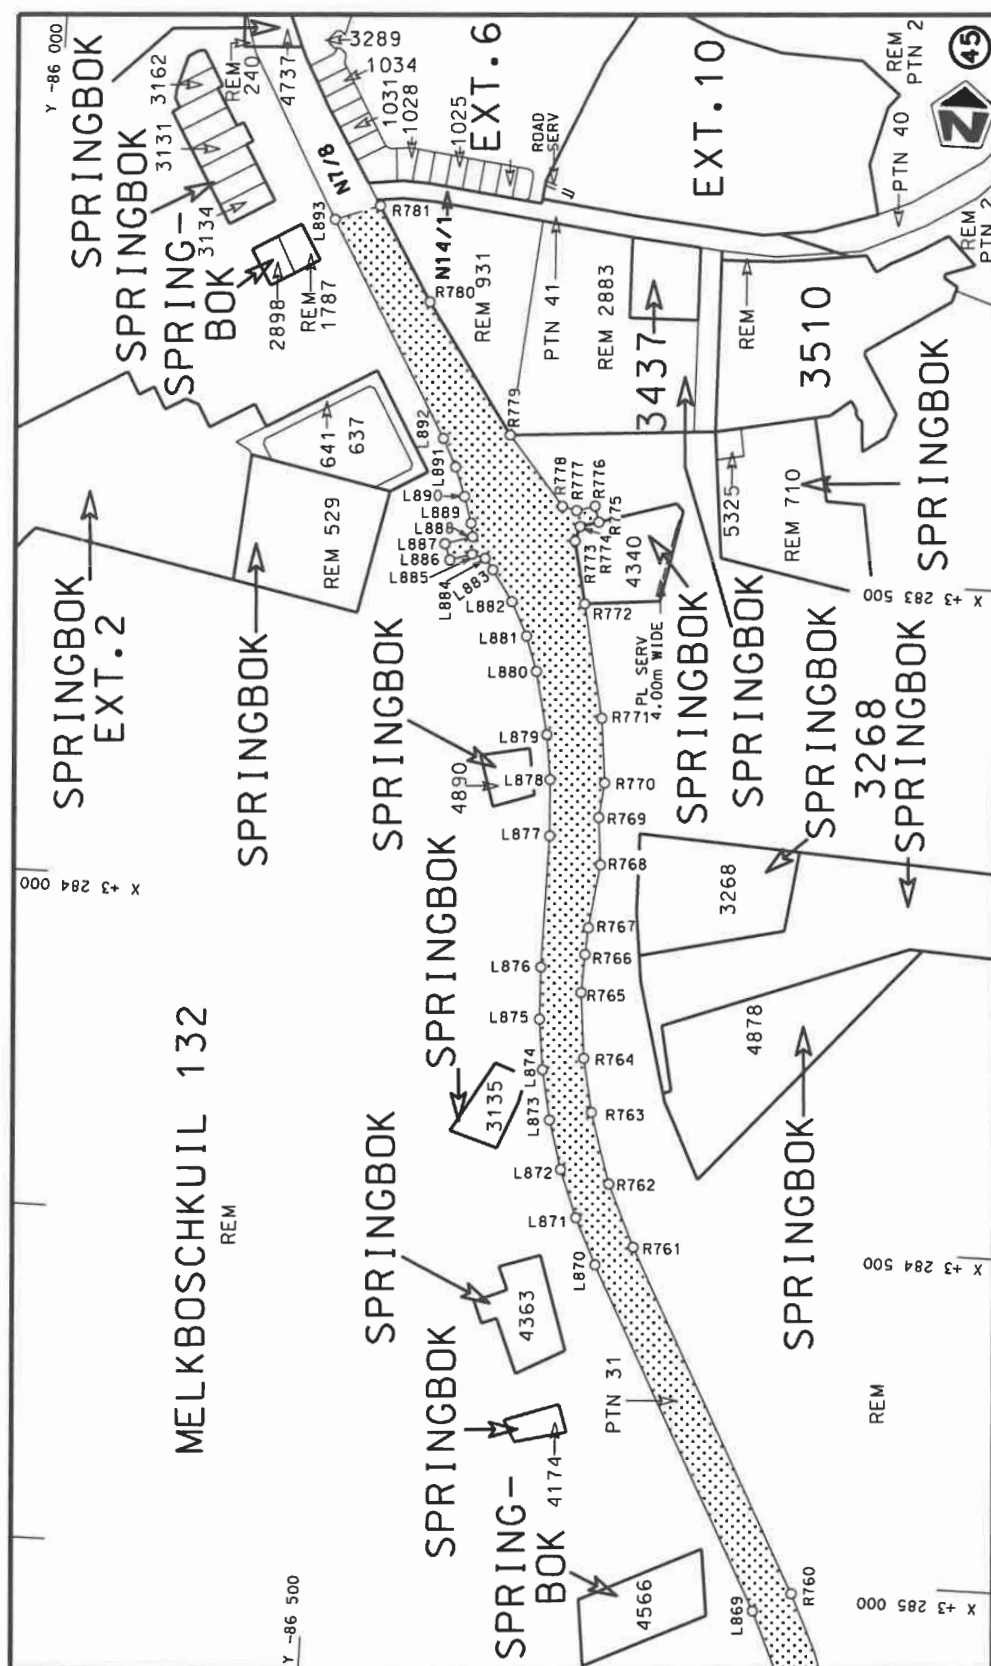 Y -86 000
SPRINGBOK
SPRINGBOK
SPRING-
BOK
3162
3131
3134
REM
240
4737
3289
1034
1031
1028
1025
EXT.6
ROAD
SERV
EXT.10
REM
PTN 2
45
N
PTN 40
REM
PTN 2
N7/8
L893
R781
N14/1
R780
2898
REM
1787
REM 931
PTN 41
REM 2883
3437
REM
3510
641
637
L892
L891
L890
L889
L888
L887
L886
L885
L884
L883
L882
L881
L880
L879
L878
L877
L876
L875
L874
L873
L872
L871
L870
L869
R779
R778
R777
R776
R775
R774
R773
R772
R771
R770
R769
R768
R767
R766
R765
R764
R763
R762
R761
R760
REM 529
SPRINGBOK
EXT.2
SPRINGBOK
SPRINGBOK
4890
4340
PL SERV
4.00m WIDE
5325
REM 710
SPRINGBOK
X +3 283 500
SPRINGBOK
SPRINGBOK
SPRINGBOK
3268
SPRINGBOK
3268
X +3 284 000
SPRINGBOK
3135
4878
SPRINGBOK
MELKBOSCHKUIL 132
REM
SPRINGBOK
4363
X +3 284 500
SPRINGBOK
4174
PTN 31
REM
SPRING-
BOK
4566
Y -86 500
X +3 285 000